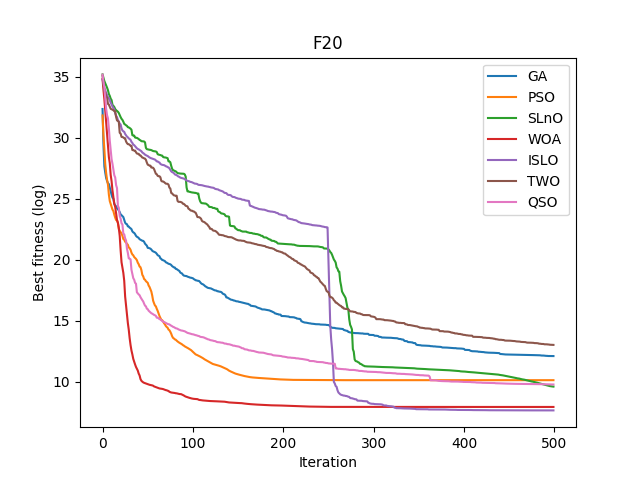 F20
Best fitness (log)
35
30
25
20
15
10
0
100
200
300
400
500
Iteration
GA
PSO
SLnO
WOA
ISLO
TWO
QSO